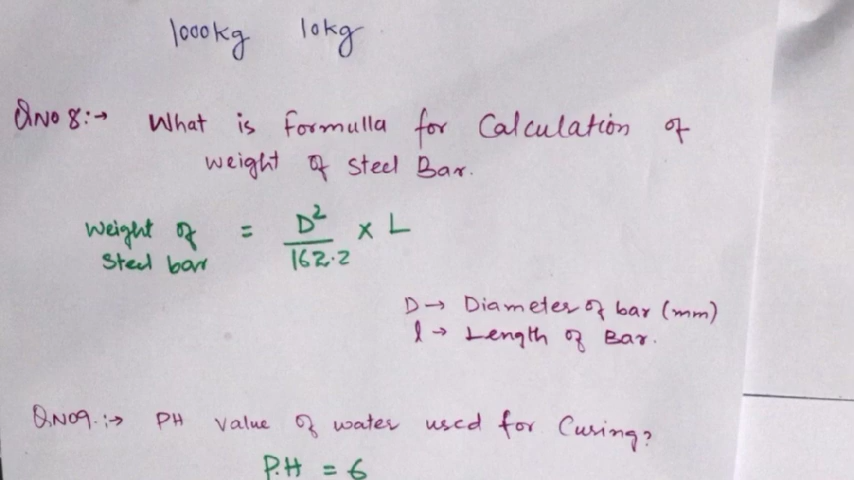 1000kg 10kg
QNO 8:→ What is formulla for Calculation of
weight of steel Bar.
Weight of steel bar = D²/162.2 x L
D → Diameter of bar (mm)
l → Length of Bar.
QNO9.:→ PH value of water used for Curing?
P.H = 6